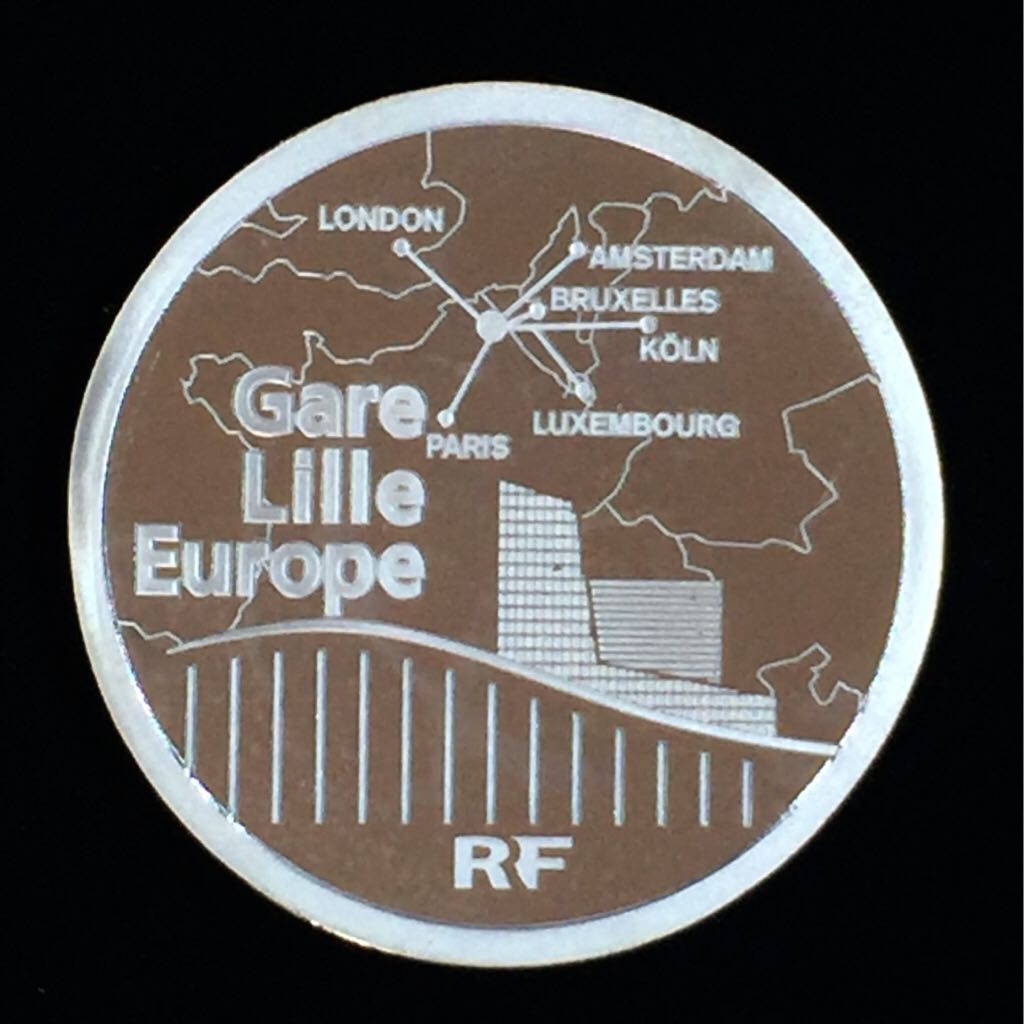 LONDON
AMSTERDAM
BRUXELLES
KÖLN
LUXEMBOURG
PARIS
Gare
Lille
Europe
RF